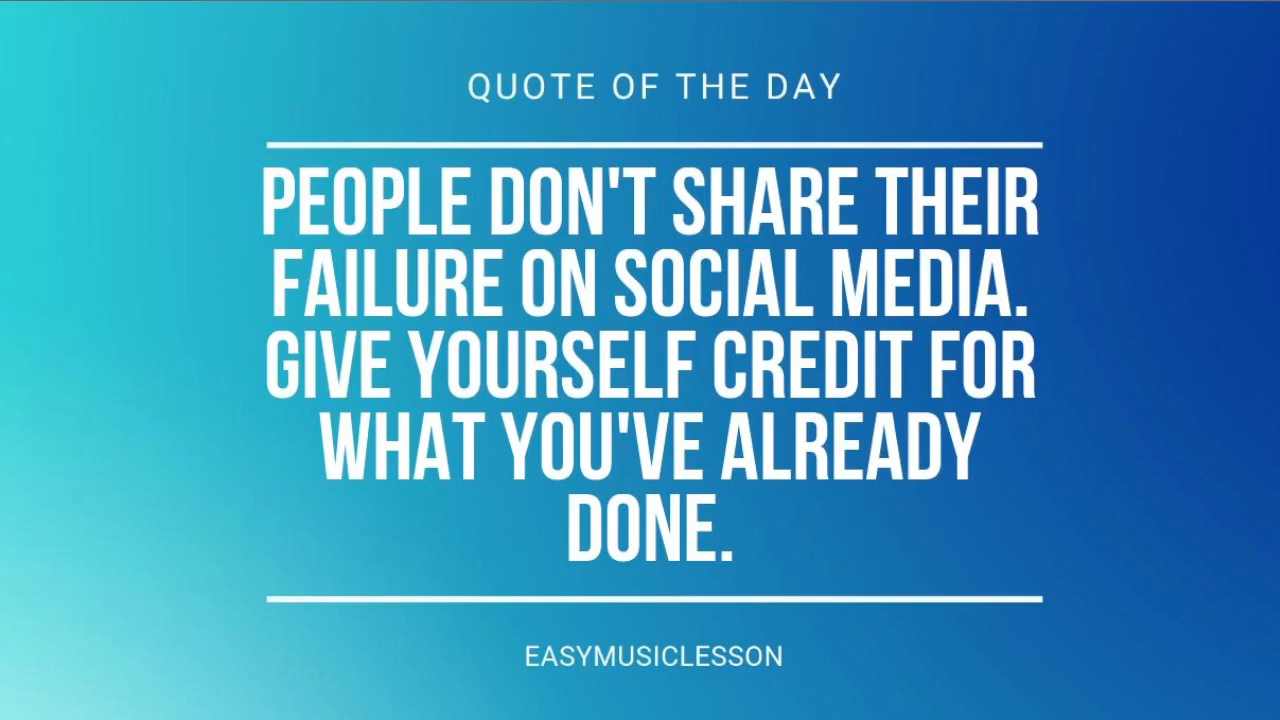 QUOTE OF THE DAY
PEOPLE DON'T SHARE THEIR
FAILURE ON SOCIAL MEDIA.
GIVE YOURSELF CREDIT FOR
WHAT YOU'VE ALREADY
DONE.
EASYMUSICLESSON